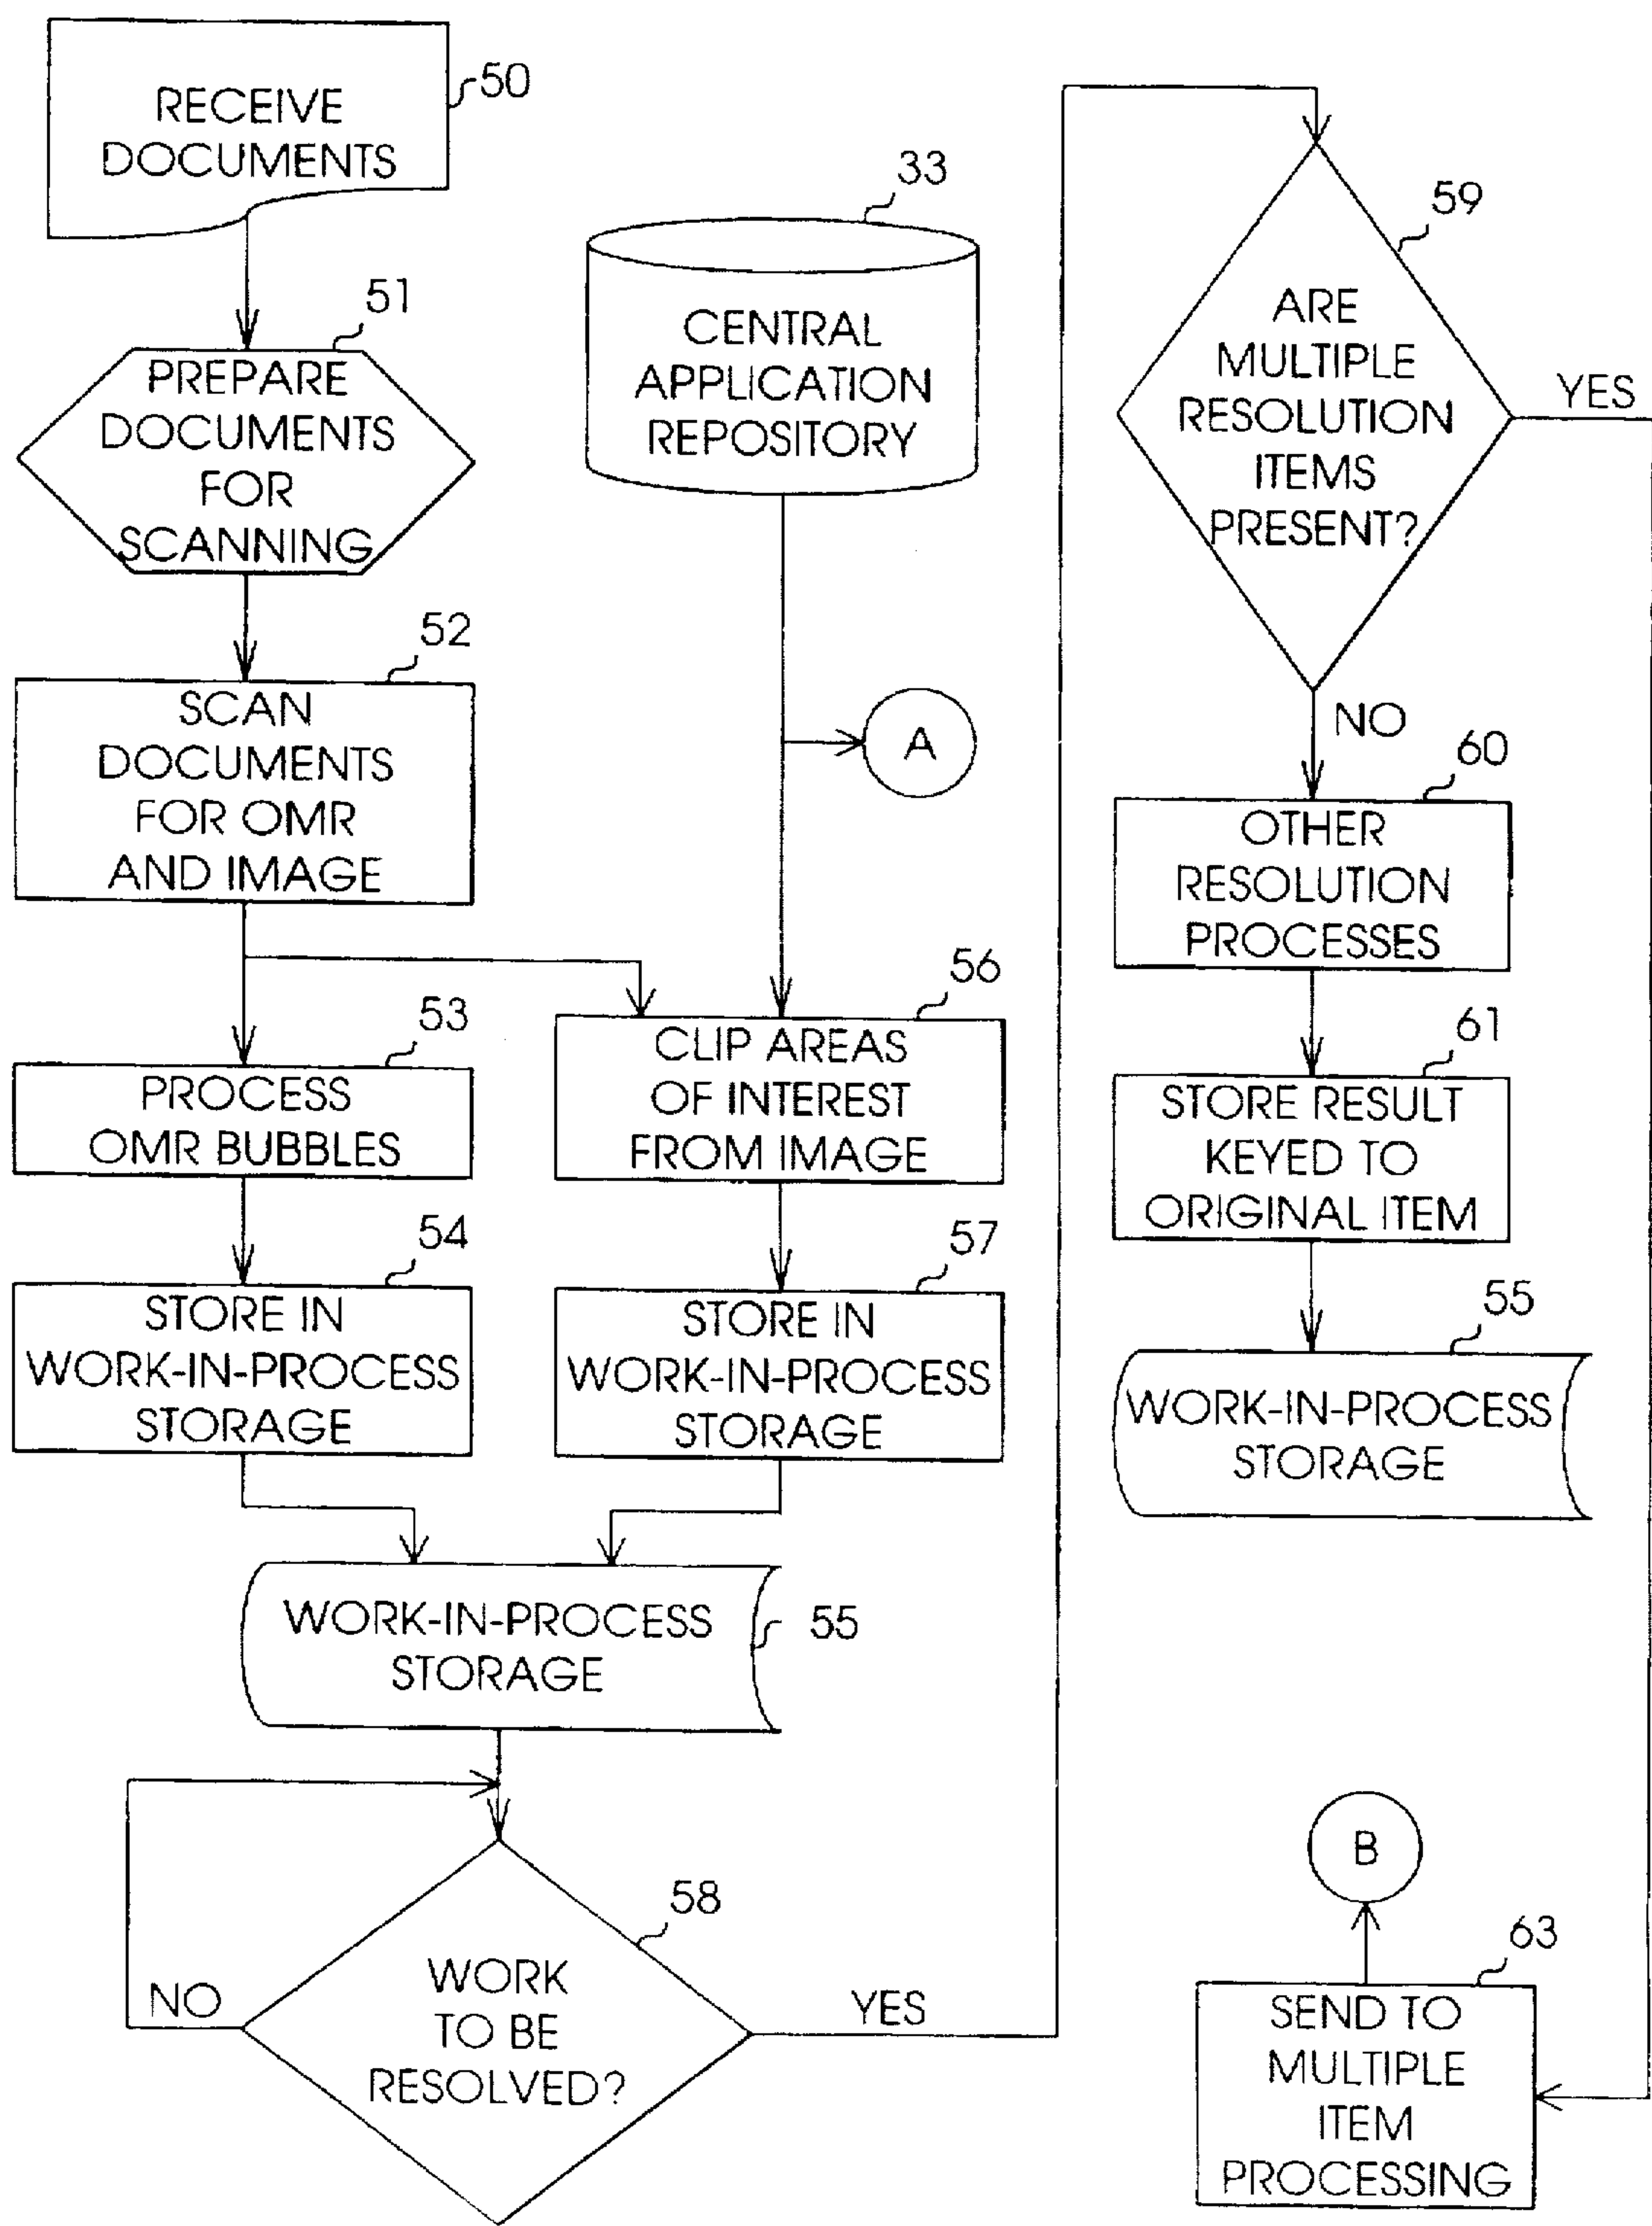 RECEIVE
DOCUMENTS
50
51
PREPARE
DOCUMENTS
FOR
SCANNING
52
SCAN
DOCUMENTS
FOR OMR
AND IMAGE
53
PROCESS
OMR BUBBLES
54
STORE IN
WORK-IN-PROCESS
STORAGE
33
CENTRAL
APPLICATION
REPOSITORY
A
56
CLIP AREAS
OF INTEREST
FROM IMAGE
57
STORE IN
WORK-IN-PROCESS
STORAGE
WORK-IN-PROCESS
STORAGE
55
58
WORK
TO BE
RESOLVED?
NO
YES
59
ARE
MULTIPLE
RESOLUTION
ITEMS
PRESENT?
YES
NO
60
OTHER
RESOLUTION
PROCESSES
61
STORE RESULT
KEYED TO
ORIGINAL ITEM
55
WORK-IN-PROCESS
STORAGE
B
63
SEND TO
MULTIPLE
ITEM
PROCESSING